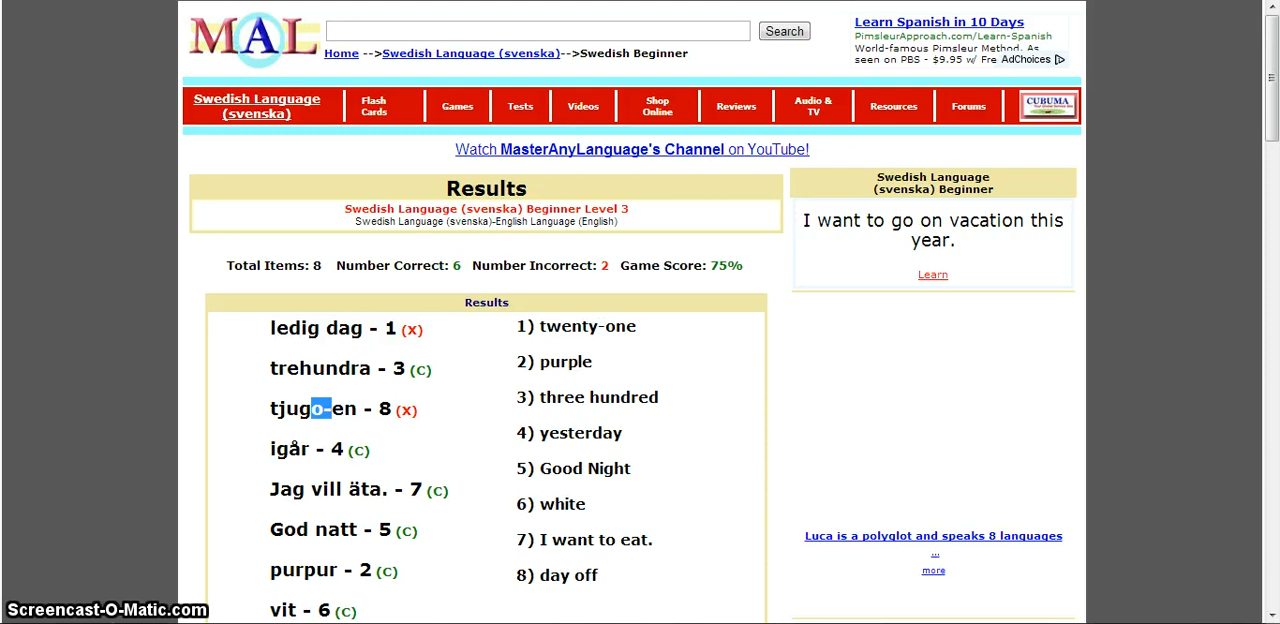 MAL
Search
Home -->Swedish Language (svenska)-->Swedish Beginner
Learn Spanish in 10 Days
PimsleurApproach.com/Learn-Spanish
World-famous Pimsleur Method. As
seen on PBS - $9.95 w/ Fre AdChoices
Swedish Language
(svenska)
Flash
Cards
Games
Tests
Videos
Shop
Online
Reviews
Audio &
TV
Resources
Forums
CUBUMA
Watch MasterAnyLanguage's Channel on YouTube!
Results
Swedish Language (svenska) Beginner Level 3
Swedish Language (svenska)-English Language (English)
Total Items: 8 Number Correct: 6 Number Incorrect: 2 Game Score: 75%
Results
ledig dag - 1 (X)
trehundra - 3 (C)
tjugo-en - 8 (X)
igår - 4 (C)
Jag vill äta. - 7 (C)
God natt - 5 (C)
purpur - 2 (C)
vit - 6 (C)
1) twenty-one
2) purple
3) three hundred
4) yesterday
5) Good Night
6) white
7) I want to eat.
8) day off
Swedish Language
(svenska) Beginner
I want to go on vacation this
year.
Learn
Luca is a polyglot and speaks 8 languages
...
more
Screencast-O-Matic.com